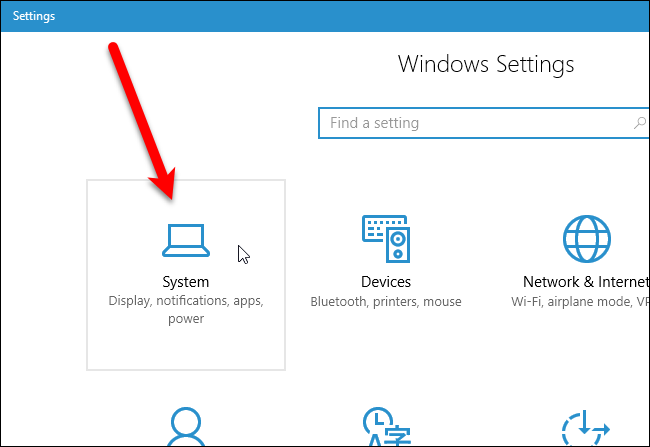 Settings
Windows Settings
Find a setting
System
Display, notifications, apps,
power
Devices
Bluetooth, printers, mouse
Network & Internet
Wi-Fi, airplane mode, VP
字